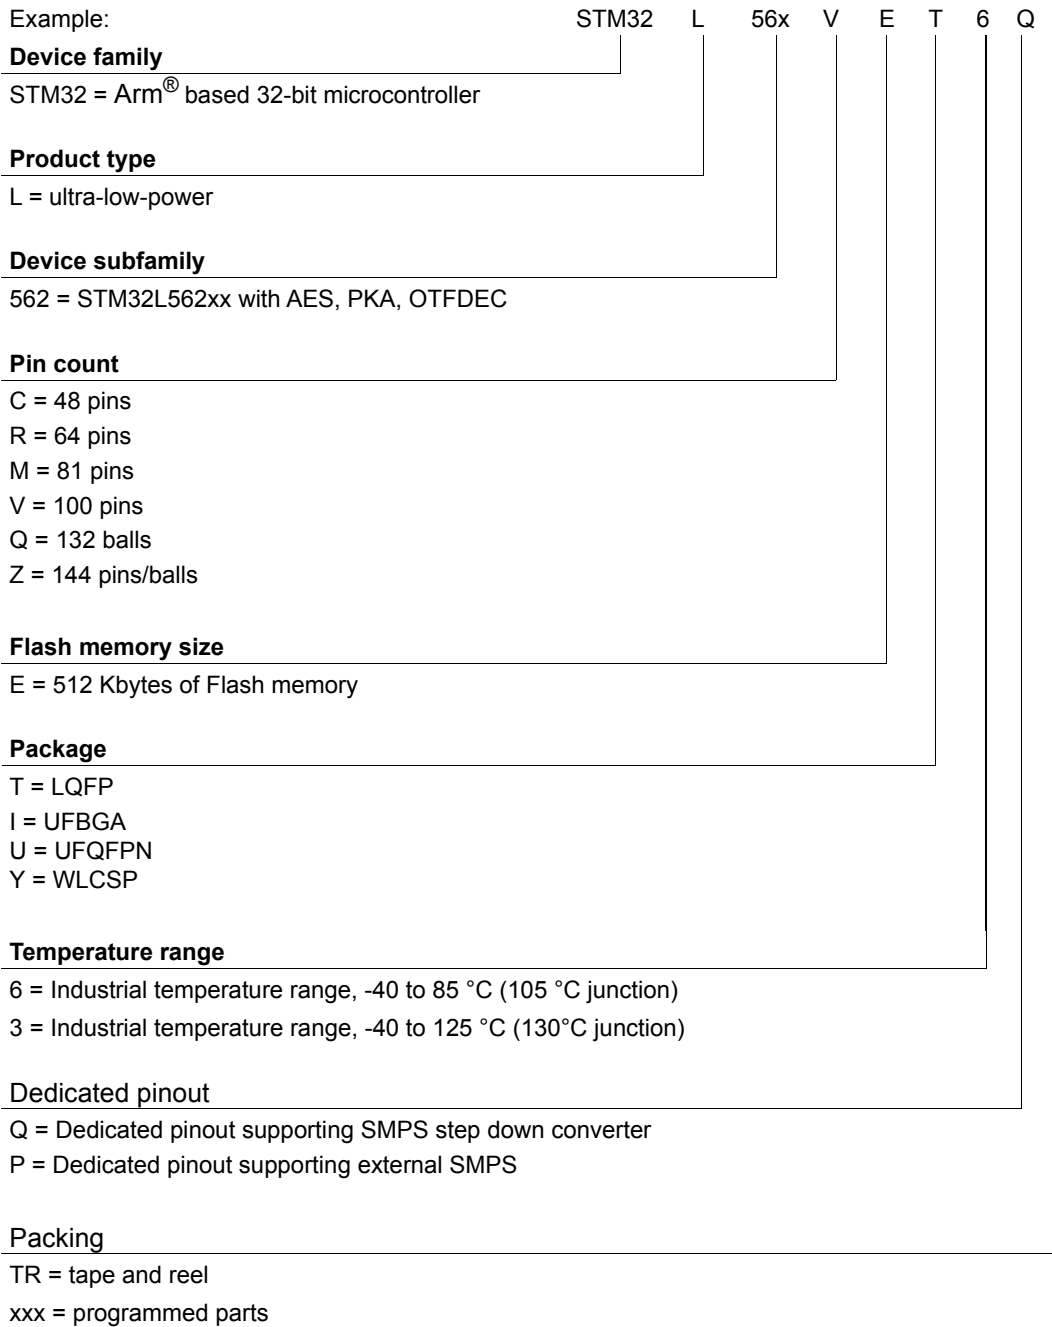 Example: STM32 L 56x V E T 6 Q
Device family
STM32 = Arm® based 32-bit microcontroller
Product type
L = ultra-low-power
Device subfamily
562 = STM32L562xx with AES, PKA, OTFDEC
Pin count
C = 48 pins
R = 64 pins
M = 81 pins
V = 100 pins
Q = 132 balls
Z = 144 pins/balls
Flash memory size
E = 512 Kbytes of Flash memory
Package
T = LQFP
I = UFBGA
U = UFQFPN
Y = WLCSP
Temperature range
6 = Industrial temperature range, -40 to 85 °C (105 °C junction)
3 = Industrial temperature range, -40 to 125 °C (130°C junction)
Dedicated pinout
Q = Dedicated pinout supporting SMPS step down converter
P = Dedicated pinout supporting external SMPS
Packing
TR = tape and reel
xxx = programmed parts